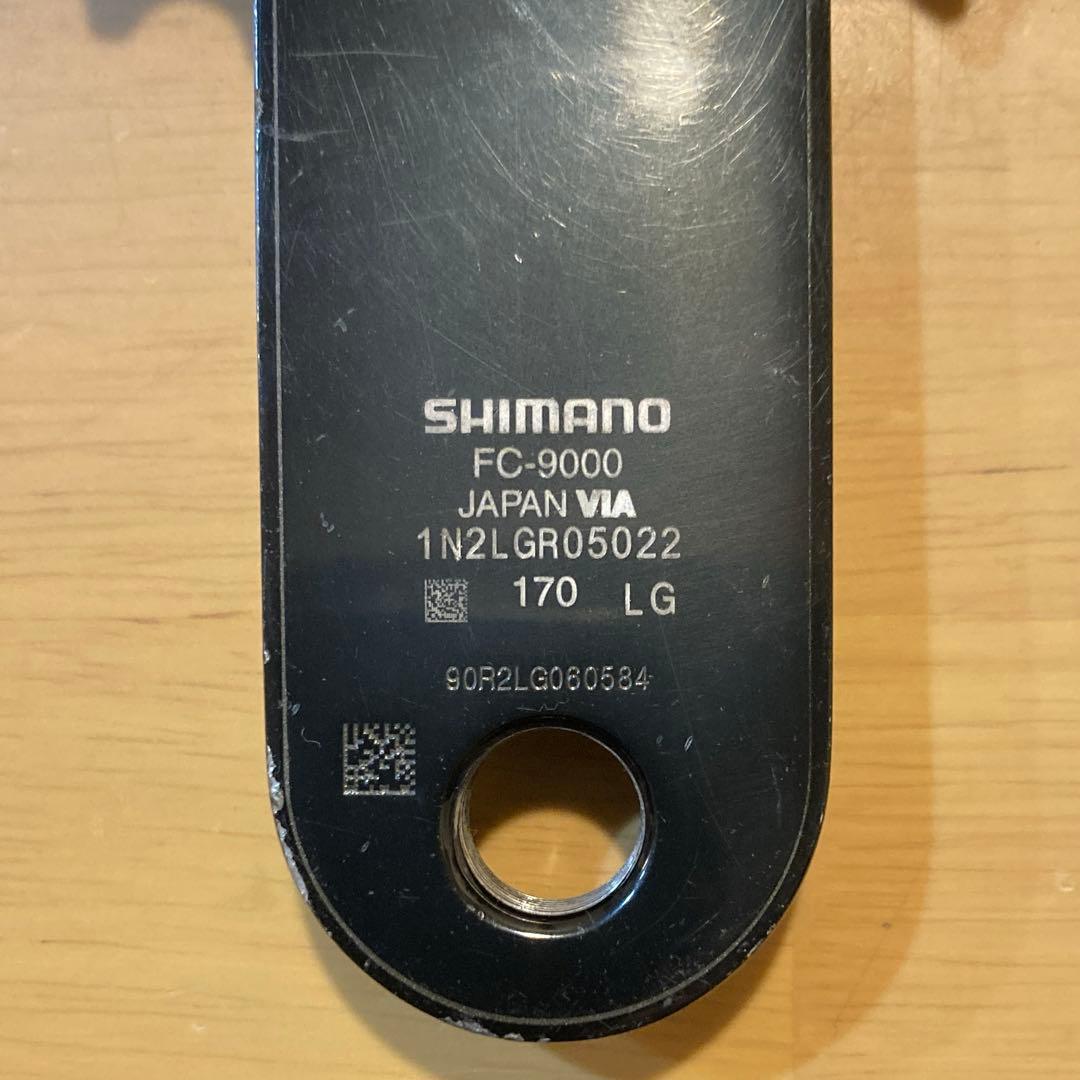 SHIMANO
FC-9000
JAPAN VIA
1N2LGR05022
170 LG
90R2LG060584